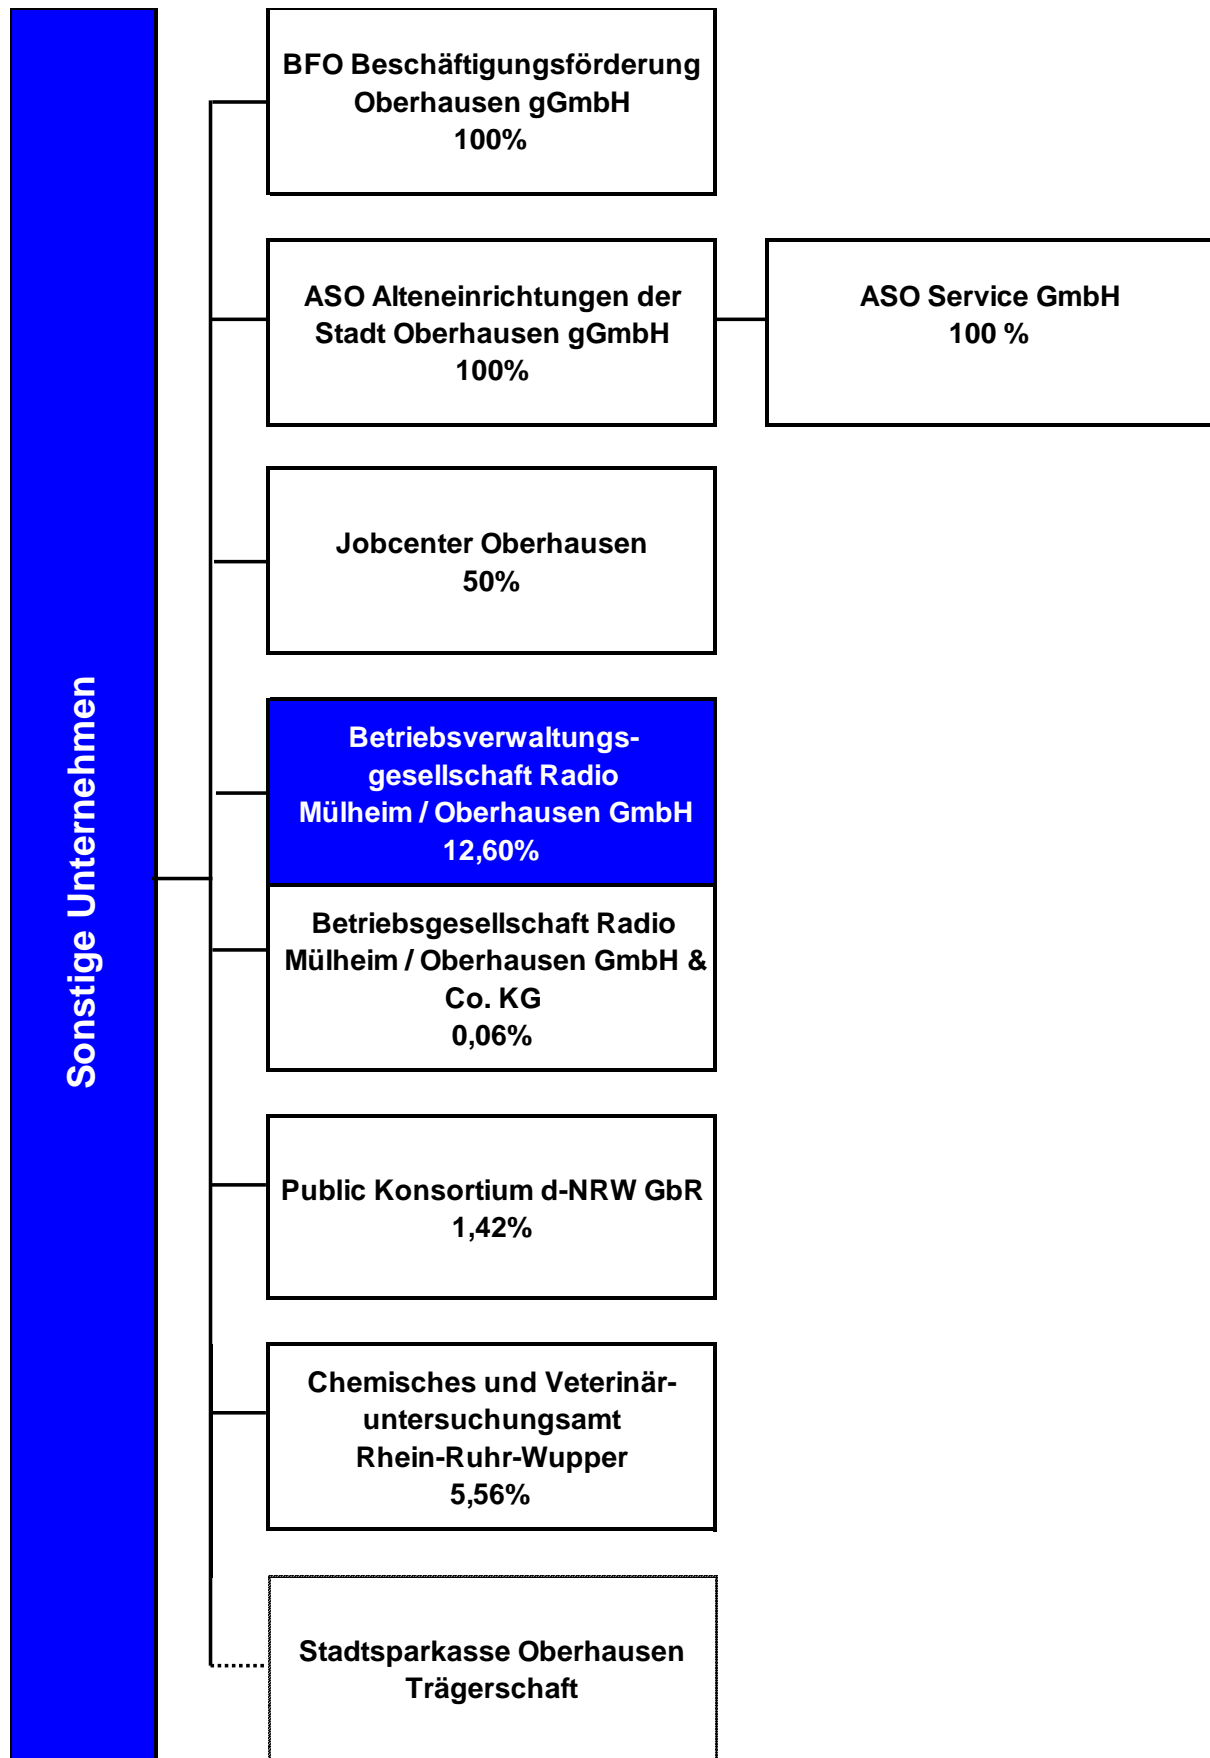 Sonstige Unternehmen
BFO Beschäftigungsförderung
Oberhausen gGmbH
100%
ASO Alteneinrichtungen der
Stadt Oberhausen gGmbH
100%
ASO Service GmbH
100 %
Jobcenter Oberhausen
50%
Betriebsverwaltungs-
gesellschaft Radio
Mülheim / Oberhausen GmbH
12,60%
Betriebsgesellschaft Radio
Mülheim / Oberhausen GmbH &
Co. KG
0,06%
Public Konsortium d-NRW GbR
1,42%
Chemisches und Veterinär-
untersuchungsamt
Rhein-Ruhr-Wupper
5,56%
Stadtsparkasse Oberhausen
Trägerschaft